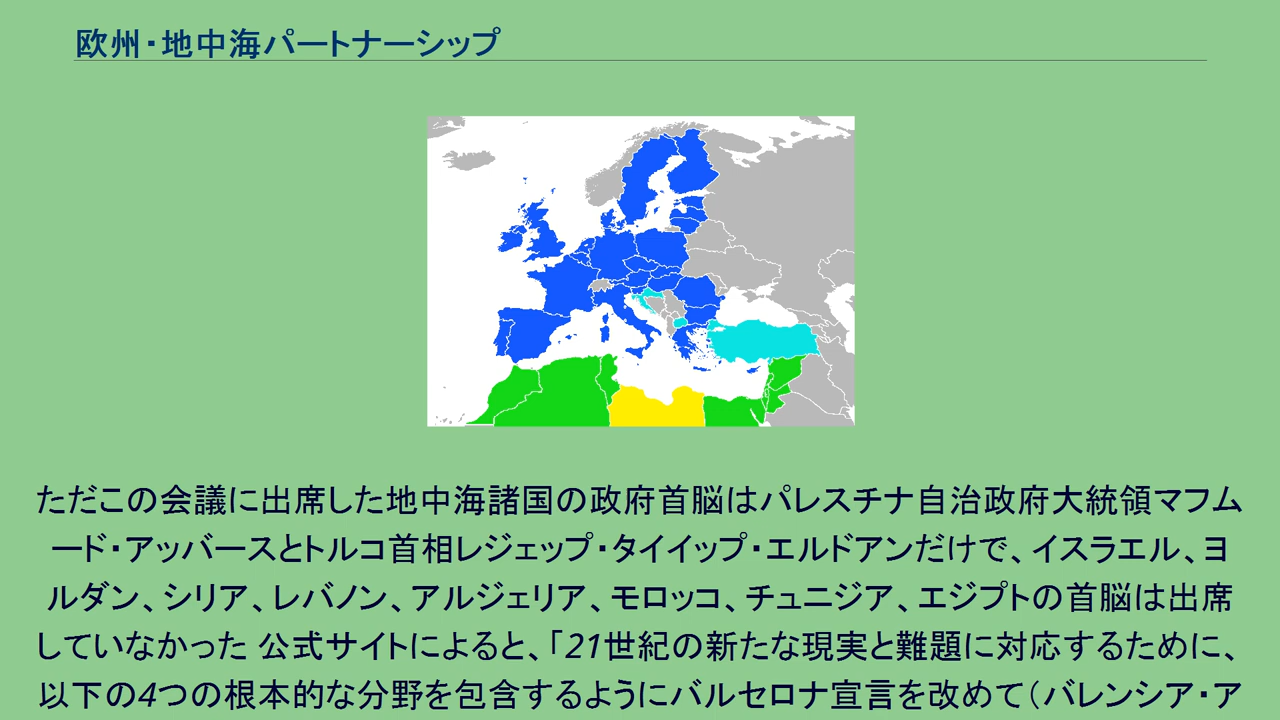 欧州・地中海パートナーシップ
ただこの会議に出席した地中海諸国の政府首脳はパレスチナ自治政府大統領マフム
ード・アッバースとトルコ首相レジェップ・タイイップ・エルドアンだけで、イスラエル、ヨ
ルダン、シリア、レバノン、アルジェリア、モロッコ、チュニジア、エジプトの首脳は出席
していなかった 公式サイトによると、「21世紀の新たな現実と難題に対応するために、
以下の4つの根本的な分野を包含するようにバルセロナ宣言を改めて（バレンシア・ア